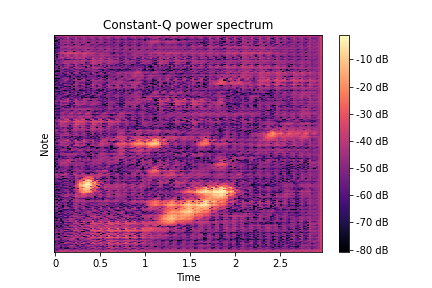 Constant-Q power spectrum
Note
-10 dB
-20 dB
-30 dB
-40 dB
-50 dB
-60 dB
-70 dB
-80 dB
0 0.5 1 1.5 2 2.5
Time